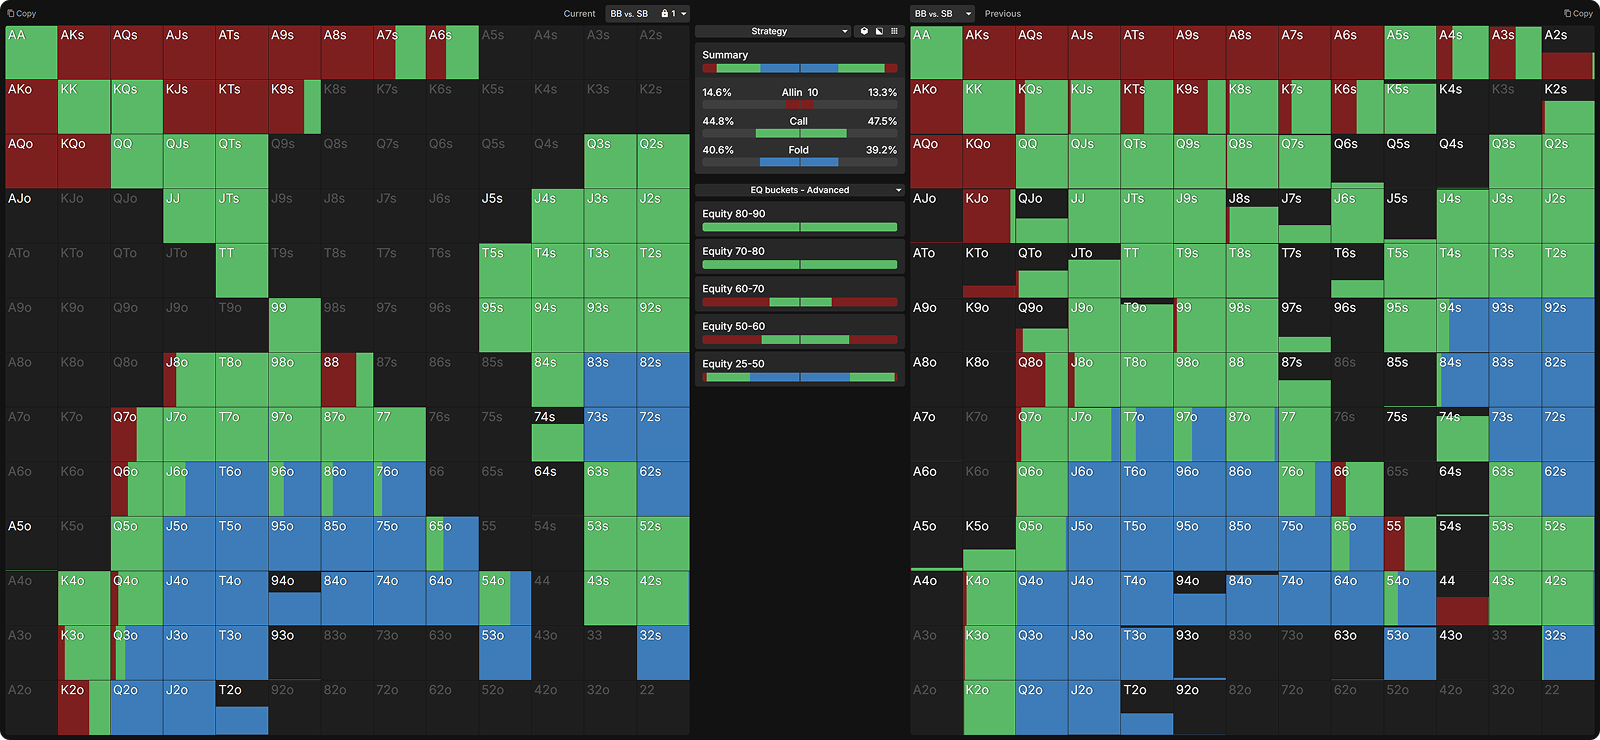 Copy Current BB vs. SB 1 BB vs. SB Previous Copy
Strategy
Summary
14.6% Allin 10 13.3%
44.8% Call 47.5%
40.6% Fold 39.2%
EQ buckets - Advanced
Equity 80-90
Equity 70-80
Equity 60-70
Equity 50-60
Equity 25-50
AA AKs AQs AJs ATs A9s A8s A7s A6s A5s A4s A3s A2s
AKo KK KQs KJs KTs K9s K8s K7s K6s K5s K4s K3s K2s
AQo KQo QQ QJs QTs Q9s Q8s Q7s Q6s Q5s Q4s Q3s Q2s
AJo KJo QJo JJ JTs J9s J8s J7s J6s J5s J4s J3s J2s
ATo KTo QTo JTo TT T9s T8s T7s T6s T5s T4s T3s T2s
A9o K9o Q9o J9o T9o 99 98s 97s 96s 95s 94s 93s 92s
A8o K8o Q8o J8o T8o 98o 88 87s 86s 85s 84s 83s 82s
A7o K7o Q7o J7o T7o 97o 87o 77 76s 75s 74s 73s 72s
A6o K6o Q6o J6o T6o 96o 86o 76o 66 65s 64s 63s 62s
A5o K5o Q5o J5o T5o 95o 85o 75o 65o 55 54s 53s 52s
A4o K4o Q4o J4o T4o 94o 84o 74o 64o 54o 44 43s 42s
A3o K3o Q3o J3o T3o 93o 83o 73o 63o 53o 43o 33 32s
A2o K2o Q2o J2o T2o 92o 82o 72o 62o 52o 42o 32o 22
AA AKs AQs AJs ATs A9s A8s A7s A6s A5s A4s A3s A2s
AKo KK KQs KJs KTs K9s K8s K7s K6s K5s K4s K3s K2s
AQo KQo QQ QJs QTs Q9s Q8s Q7s Q6s Q5s Q4s Q3s Q2s
AJo KJo QJo JJ JTs J9s J8s J7s J6s J5s J4s J3s J2s
ATo KTo QTo JTo TT T9s T8s T7s T6s T5s T4s T3s T2s
A9o K9o Q9o J9o T9o 99 98s 97s 96s 95s 94s 93s 92s
A8o K8o Q8o J8o T8o 98o 88 87s 86s 85s 84s 83s 82s
A7o K7o Q7o J7o T7o 97o 87o 77 76s 75s 74s 73s 72s
A6o K6o Q6o J6o T6o 96o 86o 76o 66 65s 64s 63s 62s
A5o K5o Q5o J5o T5o 95o 85o 75o 65o 55 54s 53s 52s
A4o K4o Q4o J4o T4o 94o 84o 74o 64o 54o 44 43s 42s
A3o K3o Q3o J3o T3o 93o 83o 73o 63o 53o 43o 33 32s
A2o K2o Q2o J2o T2o 92o 82o 72o 62o 52o 42o 32o 22